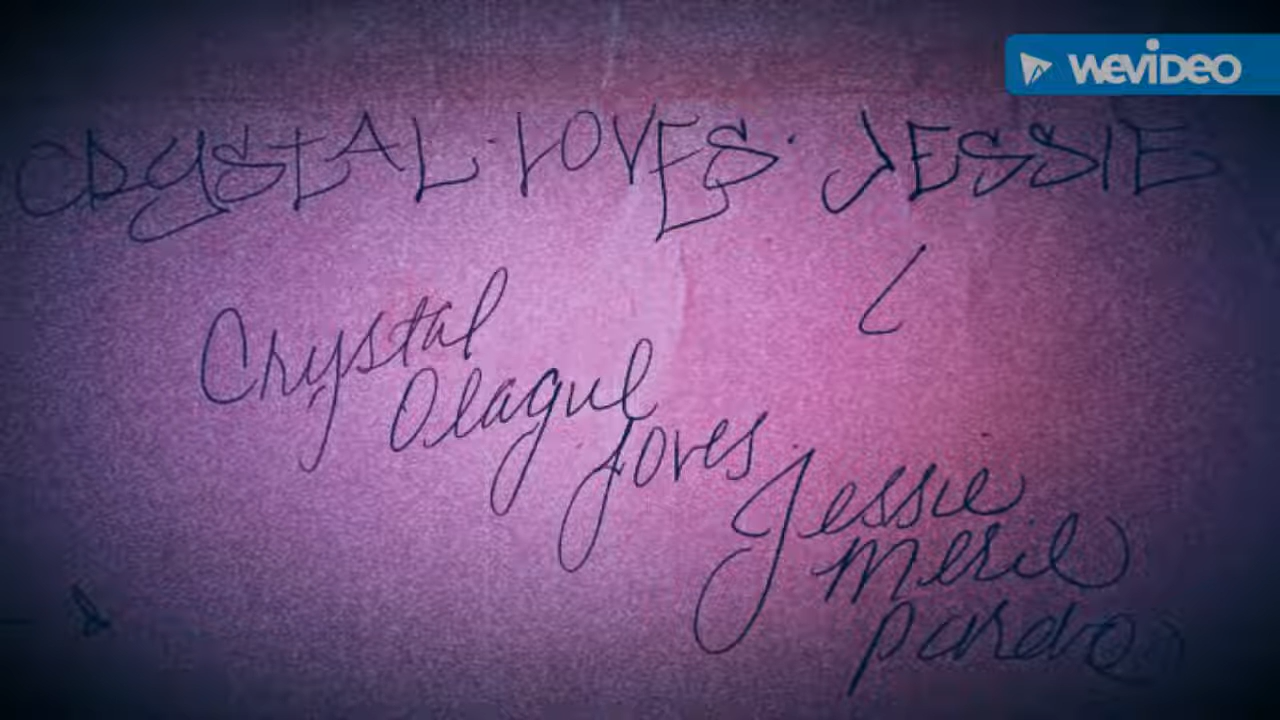 WEVIDEO
CRYSTAL · LOVES · JESSIE
Crystal
Olague
Loves
Jessie
Meril
pardo